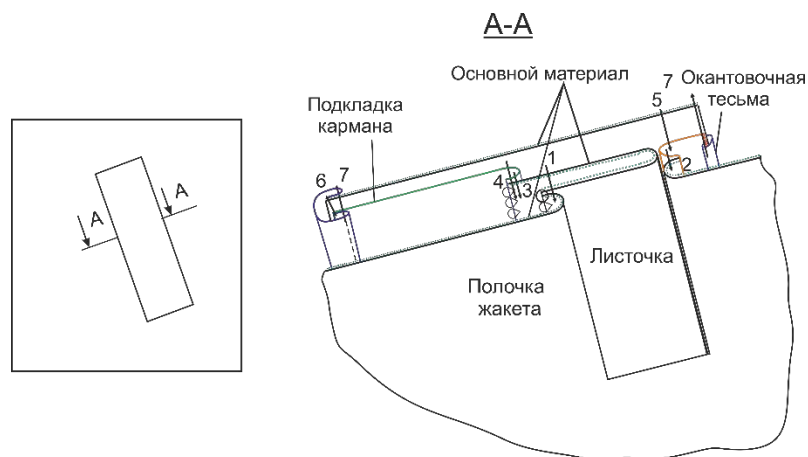 А-А
Основной материал
7 Окантовочная
тесьма
5
Подкладка
кармана
1
2
6 7
4
3
А
А
Листочка
Полочка
жакета